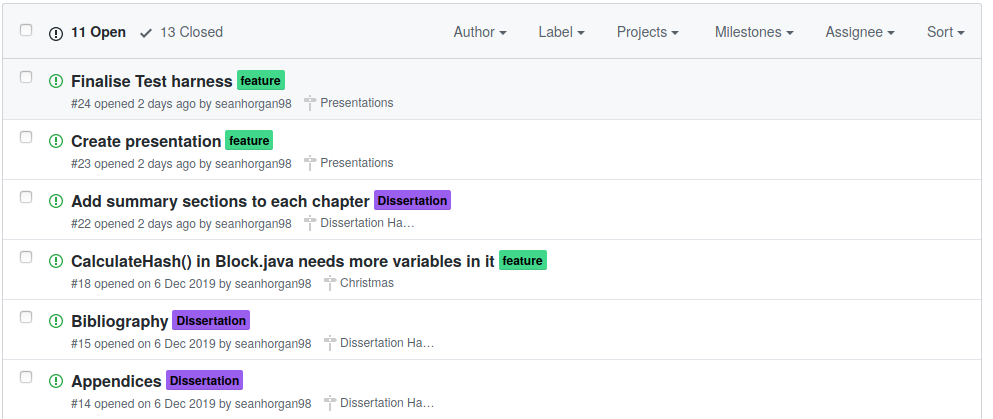 11 Open 13 Closed Author Label Projects Milestones Assignee Sort
Finalise Test harness feature
#24 opened 2 days ago by seanhorgan98 Presentations
Create presentation feature
#23 opened 2 days ago by seanhorgan98 Presentations
Add summary sections to each chapter Dissertation
#22 opened 2 days ago by seanhorgan98 Dissertation Ha…
CalculateHash() in Block.java needs more variables in it feature
#18 opened on 6 Dec 2019 by seanhorgan98 Christmas
Bibliography Dissertation
#15 opened on 6 Dec 2019 by seanhorgan98 Dissertation Ha…
Appendices Dissertation
#14 opened on 6 Dec 2019 by seanhorgan98 Dissertation Ha…